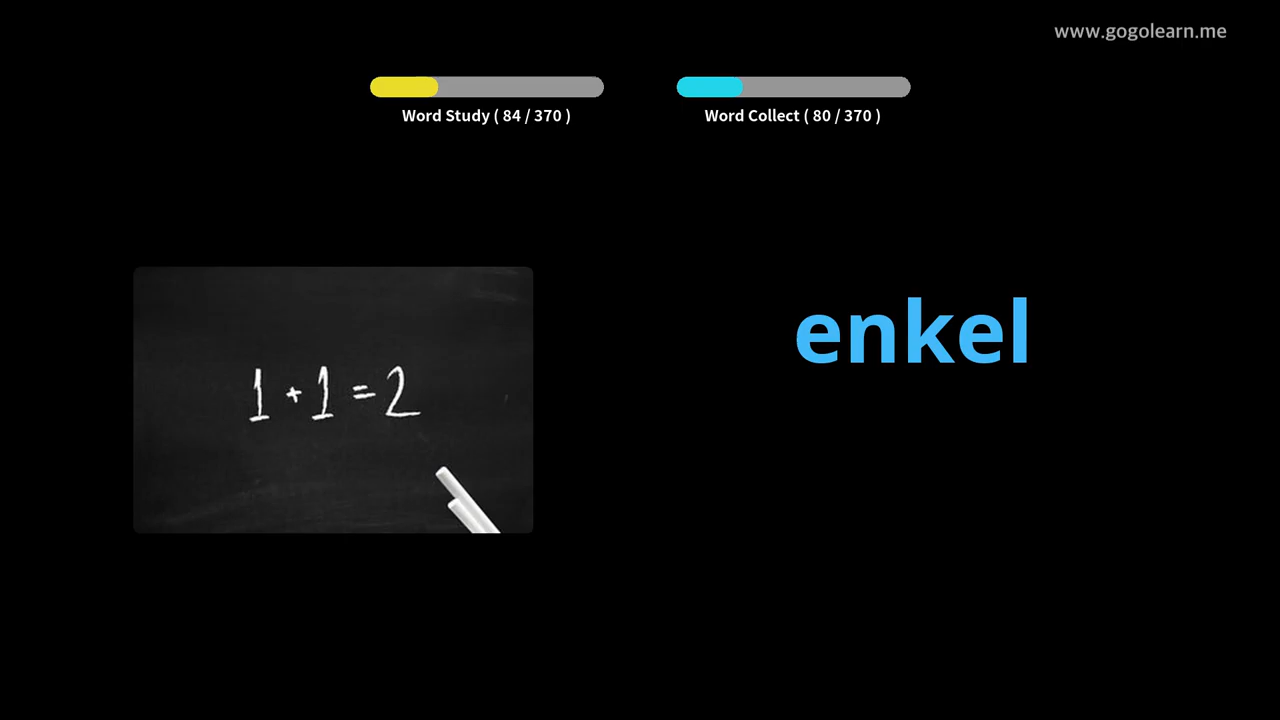 www.gogolearn.me
Word Study ( 84 / 370 )
Word Collect ( 80 / 370 )
enkel
1 + 1 = 2